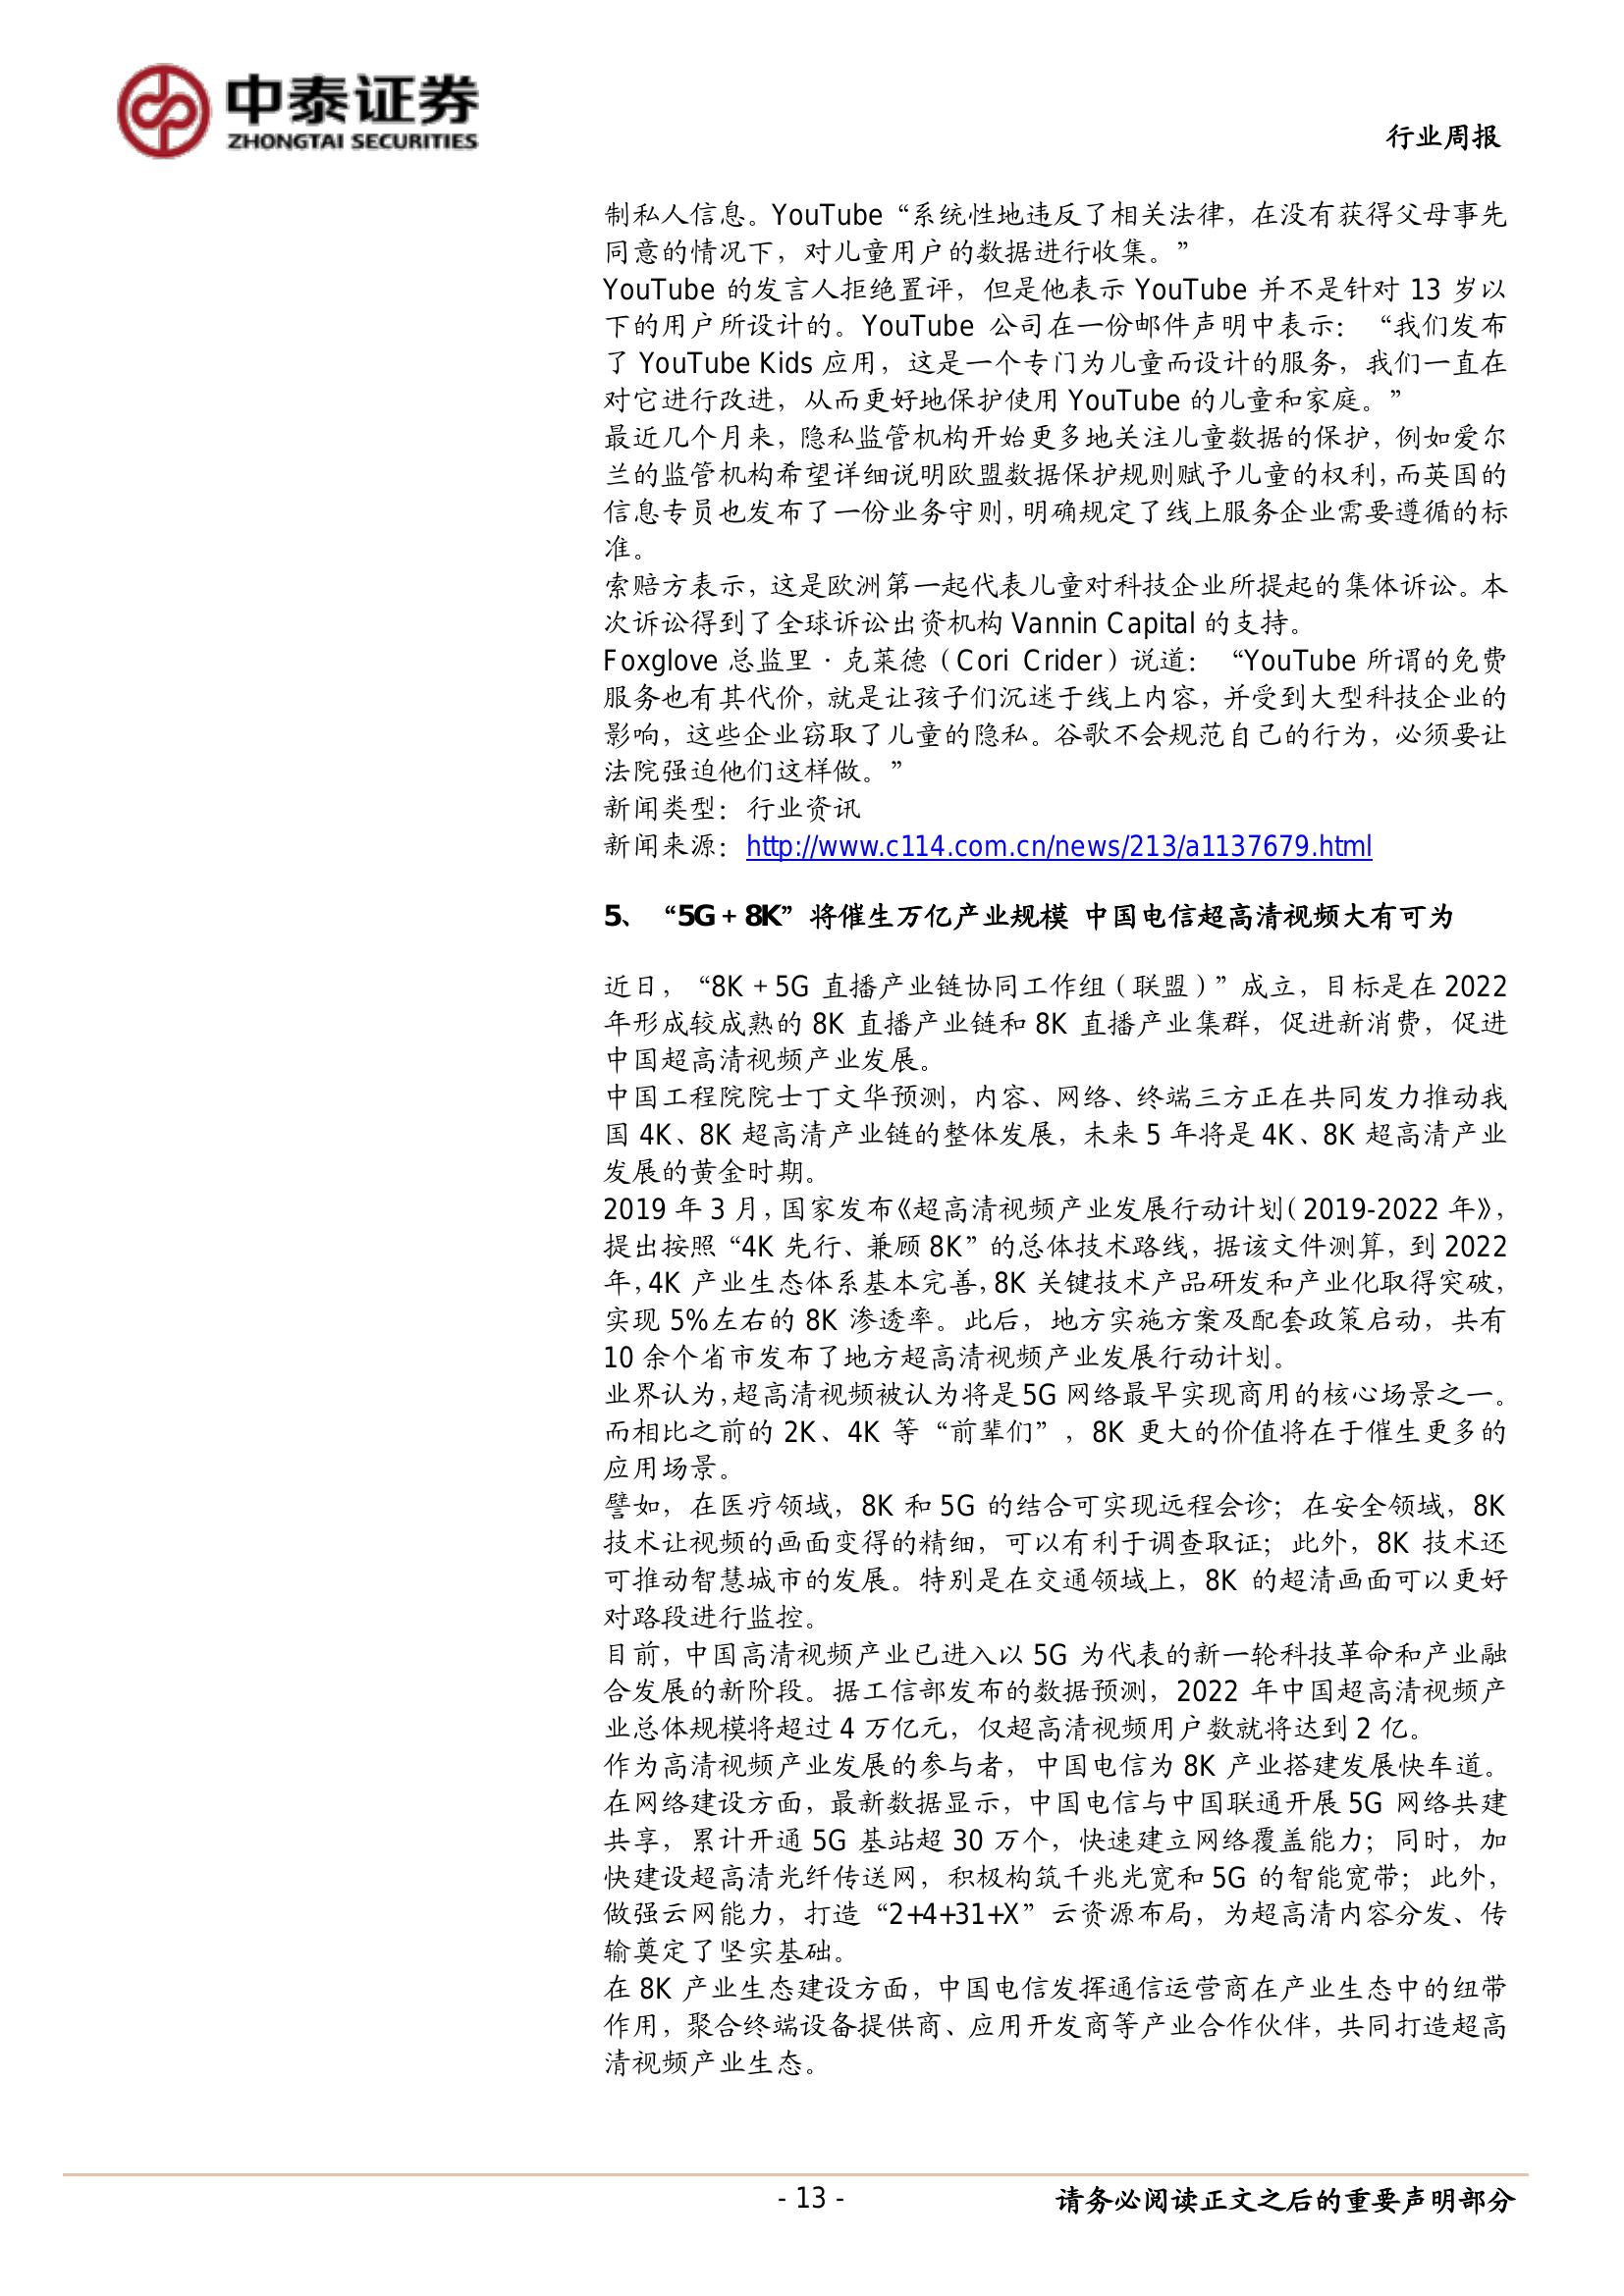 中泰证券
ZHONGTAI SECURITIES
行业周报
制私人信息。YouTube“系统性地违反了相关法律，在没有获得父母事先
同意的情况下，对儿童用户的数据进行收集。”
YouTube 的发言人拒绝置评，但是他表示 YouTube 并不是针对 13 岁以
下的用户所设计的。YouTube 公司在一份邮件声明中表示：“我们发布
了 YouTube Kids 应用，这是一个专门为儿童而设计的服务，我们一直在
对它进行改进，从而更好地保护使用 YouTube 的儿童和家庭。”
最近几个月来，隐私监管机构开始更多地关注儿童数据的保护，例如爱尔
兰的监管机构希望详细说明欧盟数据保护规则赋予儿童的权利，而英国的
信息专员也发布了一份业务守则，明确规定了线上服务企业需要遵循的标
准。
索赔方表示，这是欧洲第一起代表儿童对科技企业所提起的集体诉讼。本
次诉讼得到了全球诉讼出资机构 Vannin Capital 的支持。
Foxglove 总监里·克莱德（Cori Crider）说道：“YouTube 所谓的免费
服务也有其代价，就是让孩子们沉迷于线上内容，并受到大型科技企业的
影响，这些企业窃取了儿童的隐私。谷歌不会规范自己的行为，必须要让
法院强迫他们这样做。”
新闻类型：行业资讯
新闻来源：http://www.c114.com.cn/news/213/a1137679.html
5、“5G＋8K”将催生万亿产业规模 中国电信超高清视频大有可为
近日，“8K＋5G 直播产业链协同工作组（联盟）”成立，目标是在 2022
年形成较成熟的 8K 直播产业链和 8K 直播产业集群，促进新消费，促进
中国超高清视频产业发展。
中国工程院院士丁文华预测，内容、网络、终端三方正在共同发力推动我
国 4K、8K 超高清产业链的整体发展，未来 5 年将是 4K、8K 超高清产业
发展的黄金时期。
2019 年 3 月，国家发布《超高清视频产业发展行动计划（2019-2022 年》，
提出按照“4K 先行、兼顾 8K”的总体技术路线，据该文件测算，到 2022
年，4K 产业生态体系基本完善，8K 关键技术产品研发和产业化取得突破，
实现 5%左右的 8K 渗透率。此后，地方实施方案及配套政策启动，共有
10 余个省市发布了地方超高清视频产业发展行动计划。
业界认为，超高清视频被认为将是 5G 网络最早实现商用的核心场景之一。
而相比之前的 2K、4K 等“前辈们”，8K 更大的价值将在于催生更多的
应用场景。
譬如，在医疗领域，8K 和 5G 的结合可实现远程会诊；在安全领域，8K
技术让视频的画面变得的精细，可以有利于调查取证；此外，8K 技术还
可推动智慧城市的发展。特别是在交通领域上，8K 的超清画面可以更好
对路段进行监控。
目前，中国高清视频产业已进入以 5G 为代表的新一轮科技革命和产业融
合发展的新阶段。据工信部发布的数据预测，2022 年中国超高清视频产
业总体规模将超过 4 万亿元，仅超高清视频用户数就将达到 2 亿。
作为高清视频产业发展的参与者，中国电信为 8K 产业搭建发展快车道。
在网络建设方面，最新数据显示，中国电信与中国联通开展 5G 网络共建
共享，累计开通 5G 基站超 30 万个，快速建立网络覆盖能力；同时，加
快建设超高清光纤传送网，积极构筑千兆光宽和 5G 的智能宽带；此外，
做强云网能力，打造“2+4+31+X”云资源布局，为超高清内容分发、传
输奠定了坚实基础。
在 8K 产业生态建设方面，中国电信发挥通信运营商在产业生态中的纽带
作用，聚合终端设备提供商、应用开发商等产业合作伙伴，共同打造超高
清视频产业生态。
- 13 -
请务必阅读正文之后的重要声明部分